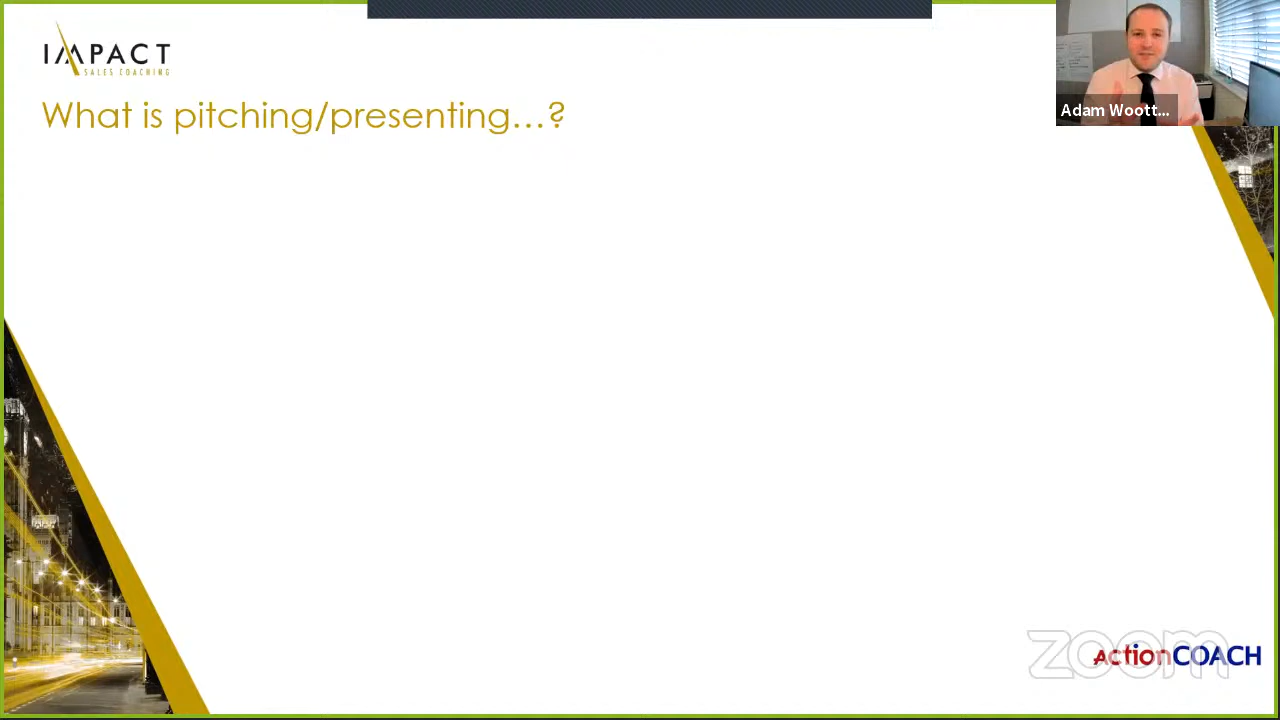 IMPACT
SALES COACHING
What is pitching/presenting...?
Adam Woott...
zoom
ActionCOACH